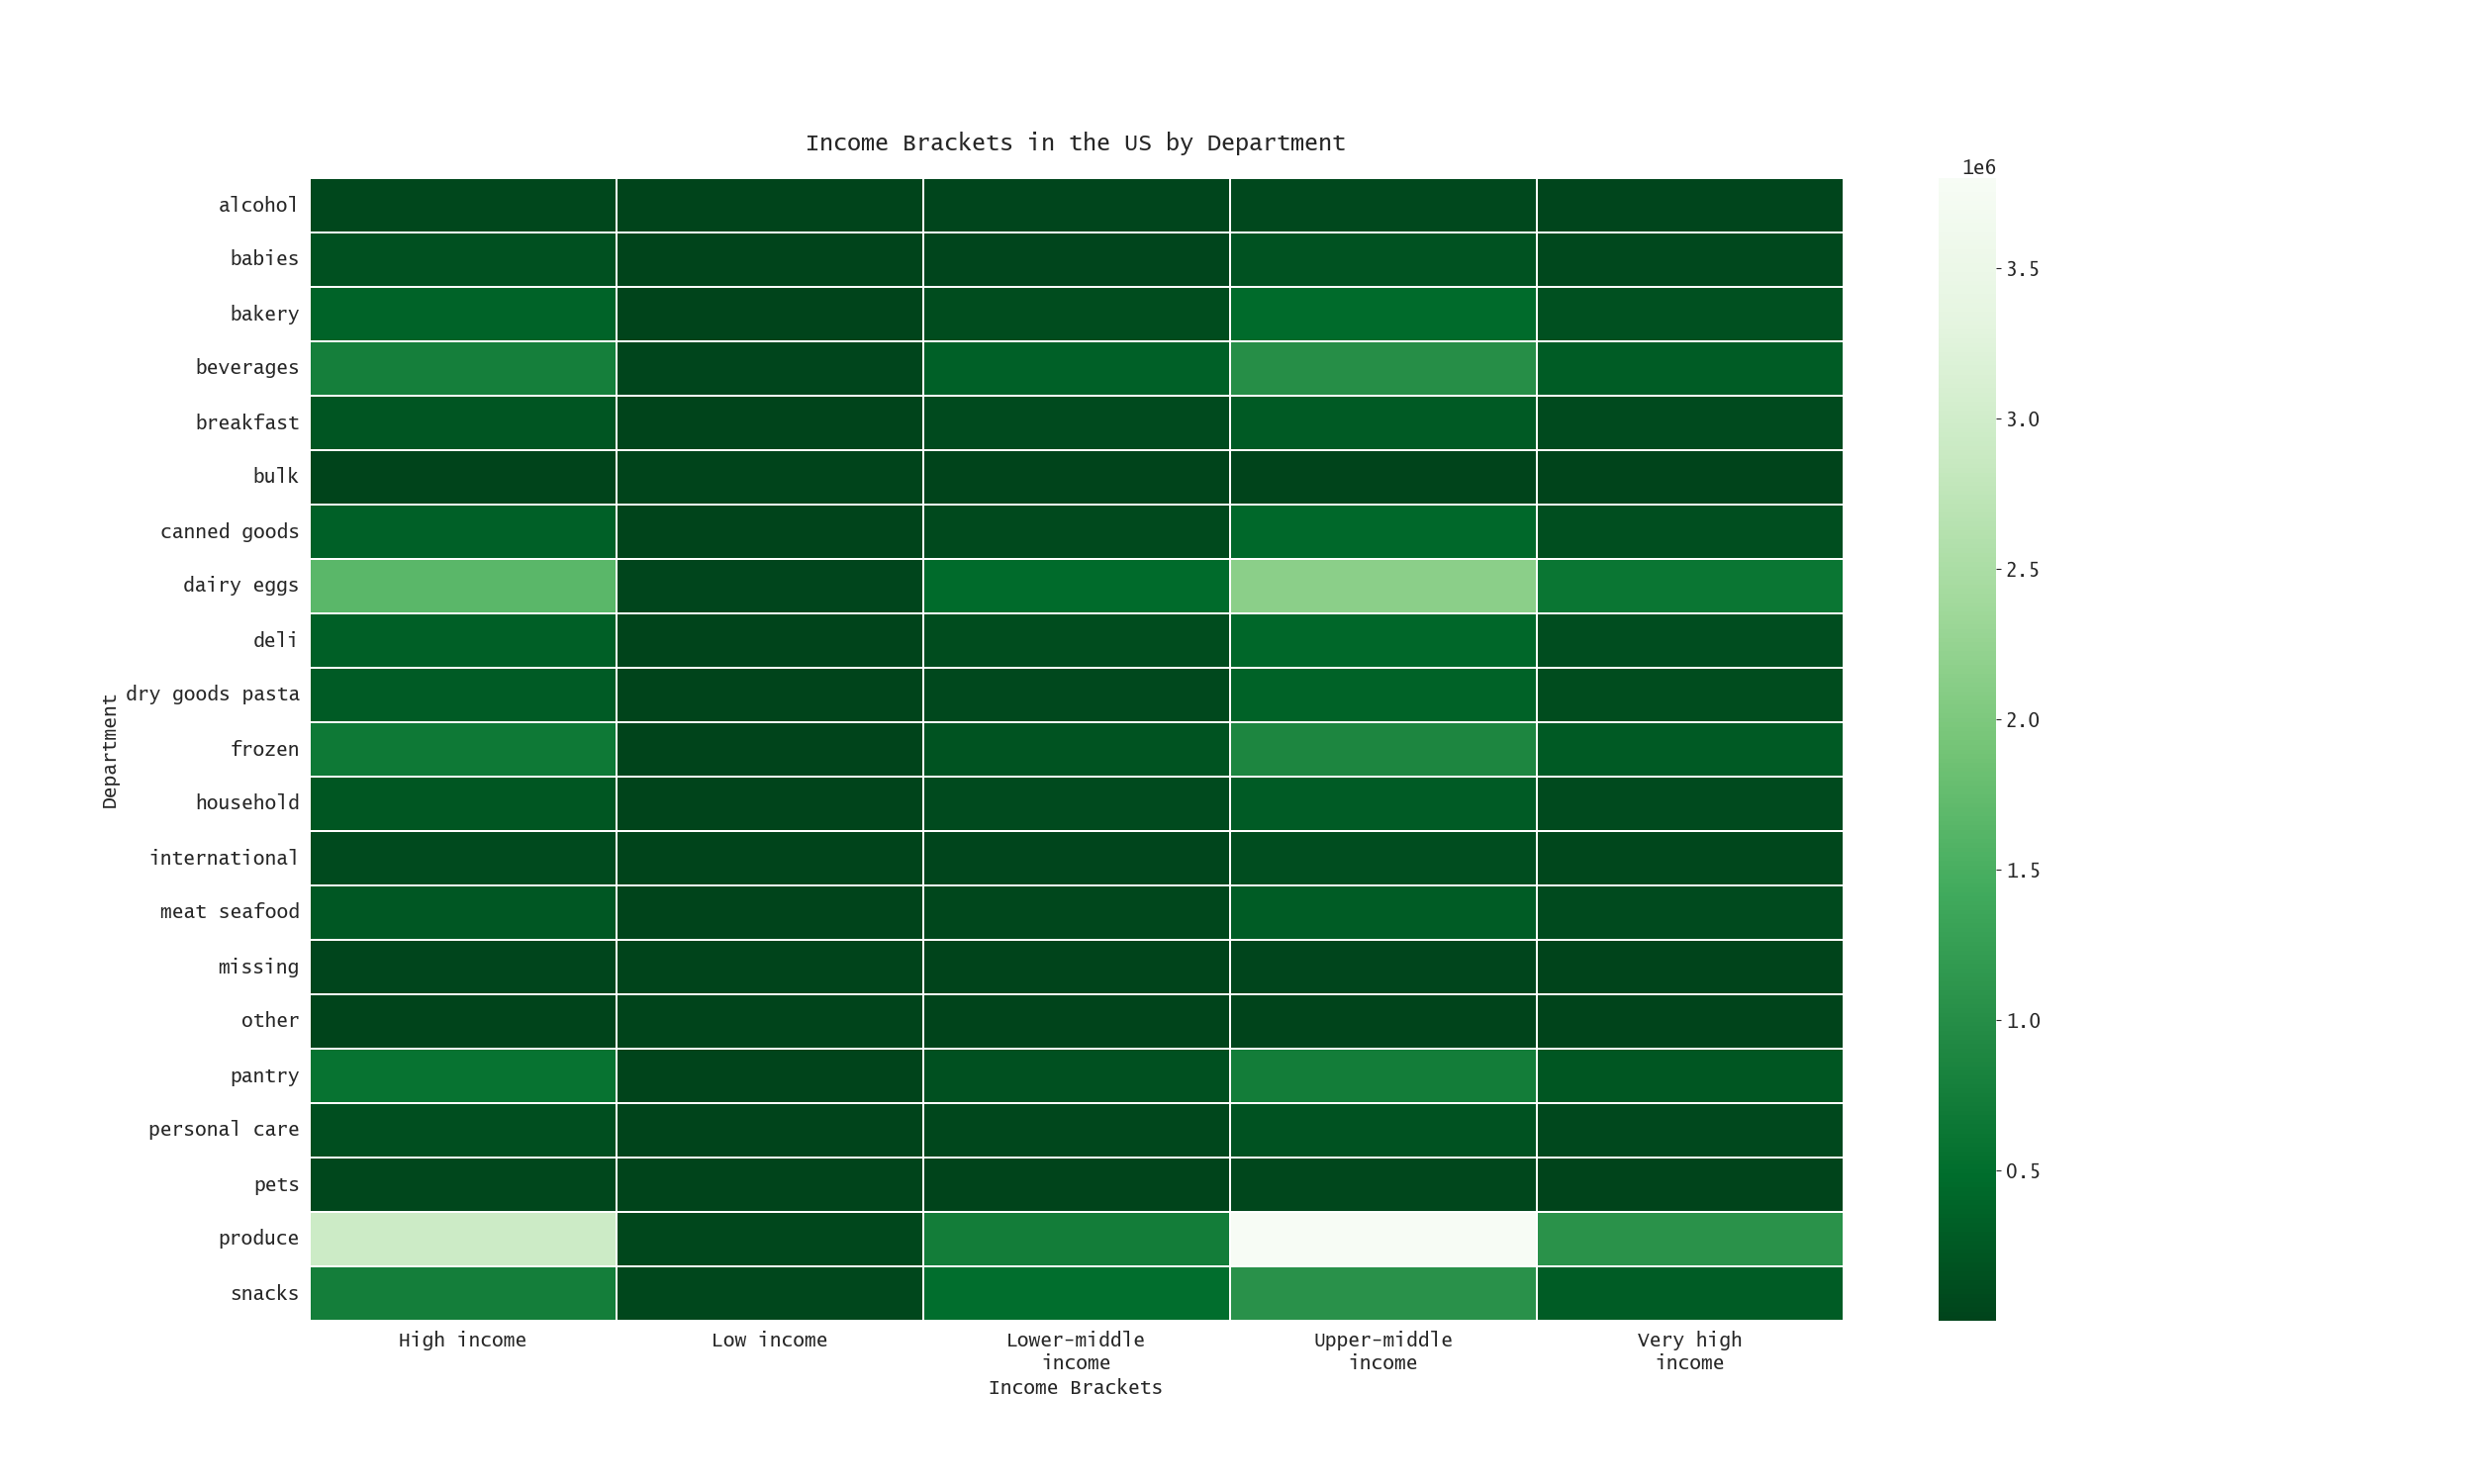 Income Brackets in the US by Department
1e6
alcohol
babies
bakery
beverages
breakfast
bulk
canned goods
dairy eggs
deli
dry goods pasta
frozen
household
international
meat seafood
missing
other
pantry
personal care
pets
produce
snacks
Department
High income
Low income
Lower-middle
income
Upper-middle
income
Very high
income
Income Brackets
3.5
3.0
2.5
2.0
1.5
1.0
0.5